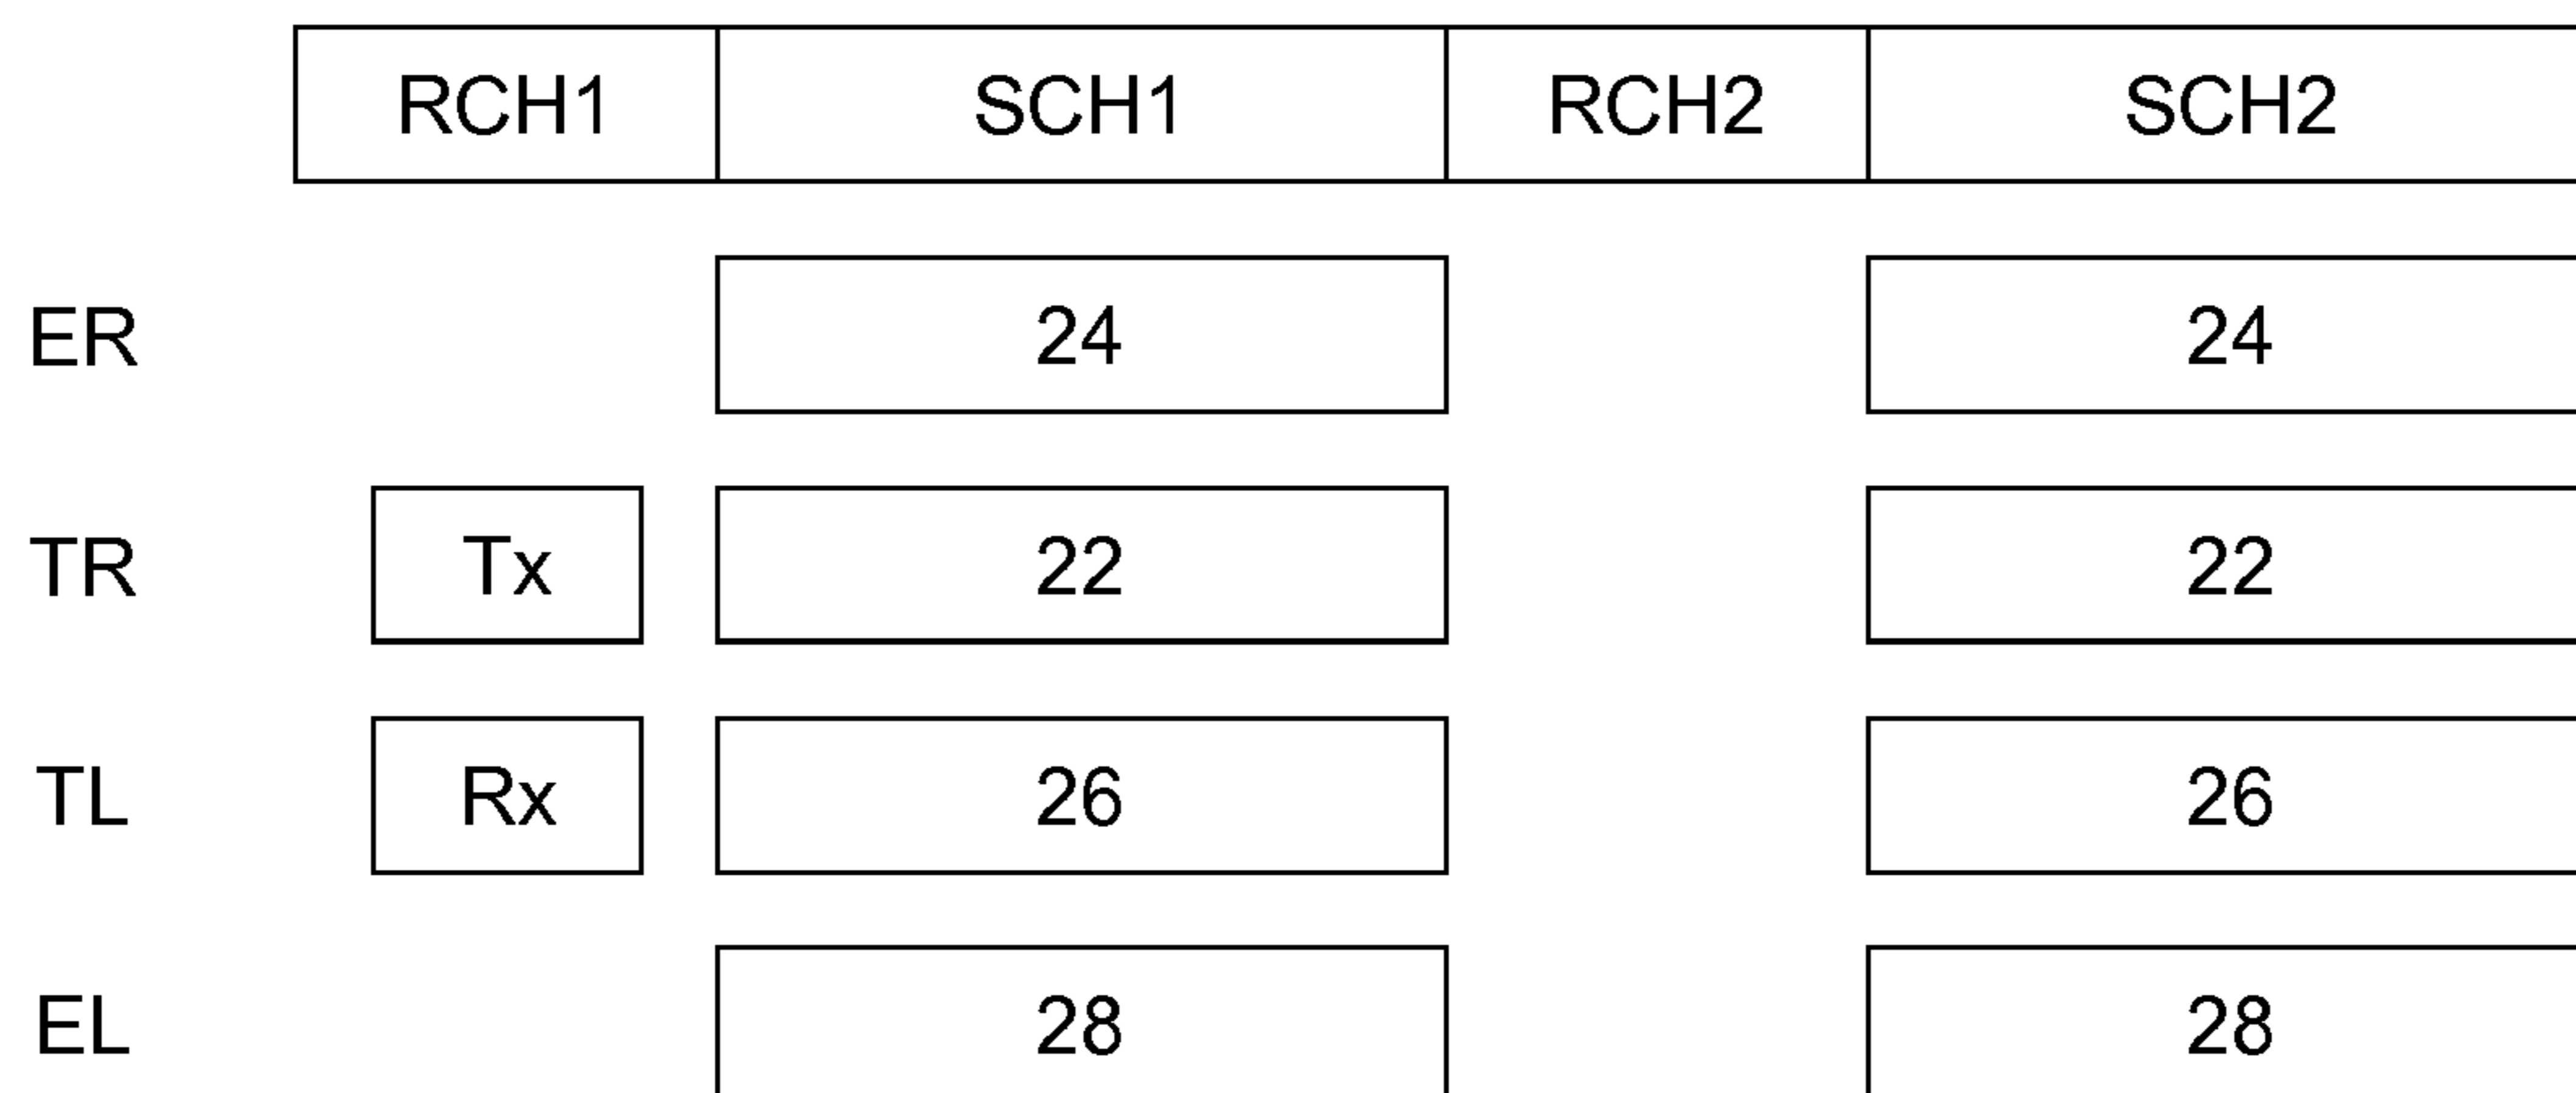 RCH1 SCH1 RCH2 SCH2
ER 24 24
TR Tx 22 22
TL Rx 26 26
EL 28 28